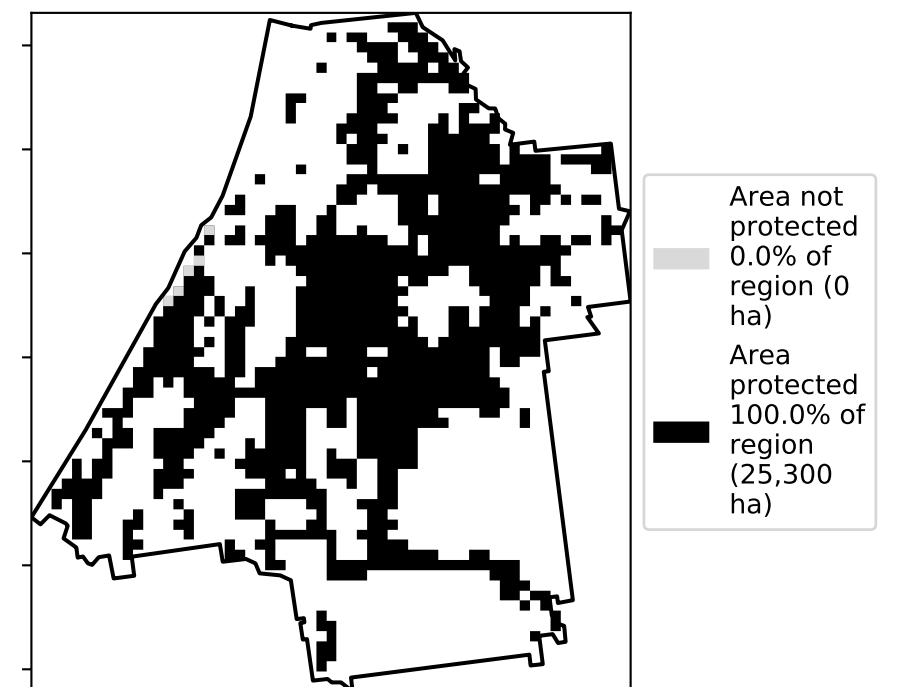 Area not
protected
0.0% of
region (0
ha)
Area
protected
100.0% of
region
(25,300
ha)